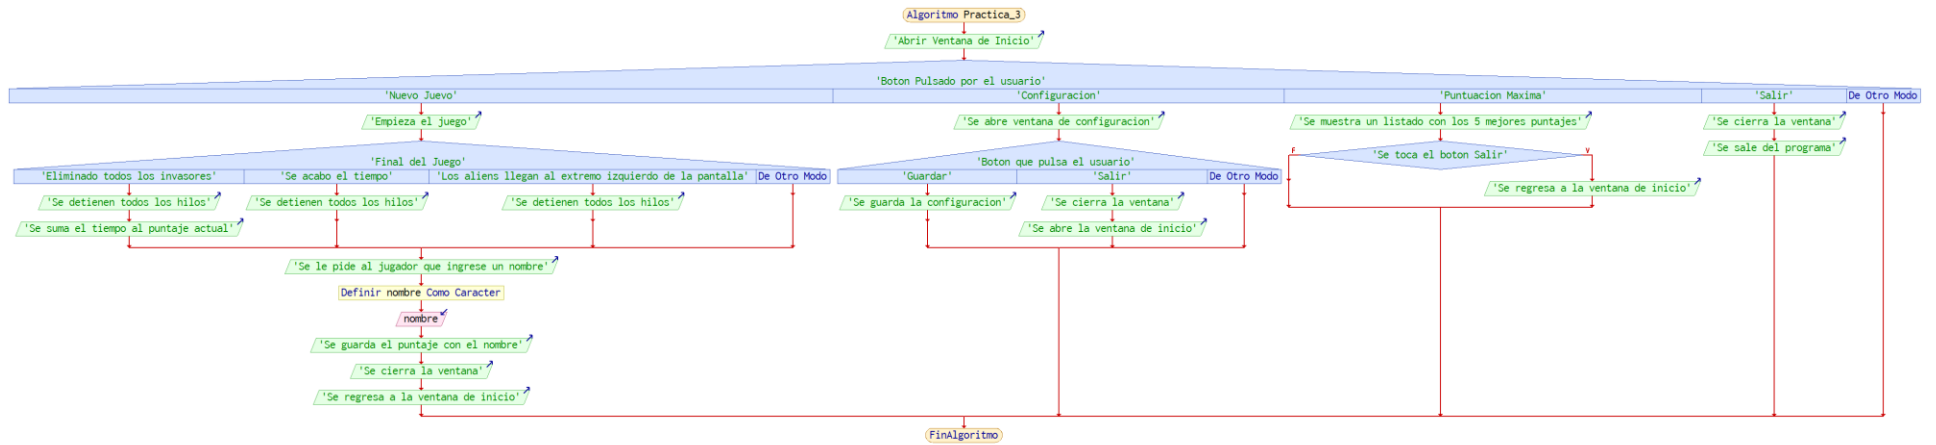 Algoritmo Practica_3
'Abrir Ventana de Inicio'
'Boton Pulsado por el usuario'
'Nuevo Juevo'
'Configuracion'
'Puntuacion Maxima'
'Salir'
De Otro Modo
'Empieza el juego'
'Se abre ventana de configuracion'
'Se muestra un listado con los 5 mejores puntajes'
'Se cierra la ventana'
'Final del Juego'
'Boton que pulsa el usuario'
F
'Se toca el boton Salir'
V
'Se sale del programa'
'Eliminado todos los invasores'
'Se acabo el tiempo'
'Los aliens llegan al extremo izquierdo de la pantalla'
De Otro Modo
'Guardar'
'Salir'
De Otro Modo
'Se regresa a la ventana de inicio'
'Se detienen todos los hilos'
'Se detienen todos los hilos'
'Se detienen todos los hilos'
'Se guarda la configuracion'
'Se cierra la ventana'
'Se suma el tiempo al puntaje actual'
'Se abre la ventana de inicio'
'Se le pide al jugador que ingrese un nombre'
Definir nombre Como Caracter
nombre
'Se guarda el puntaje con el nombre'
'Se cierra la ventana'
'Se regresa a la ventana de inicio'
FinAlgoritmo